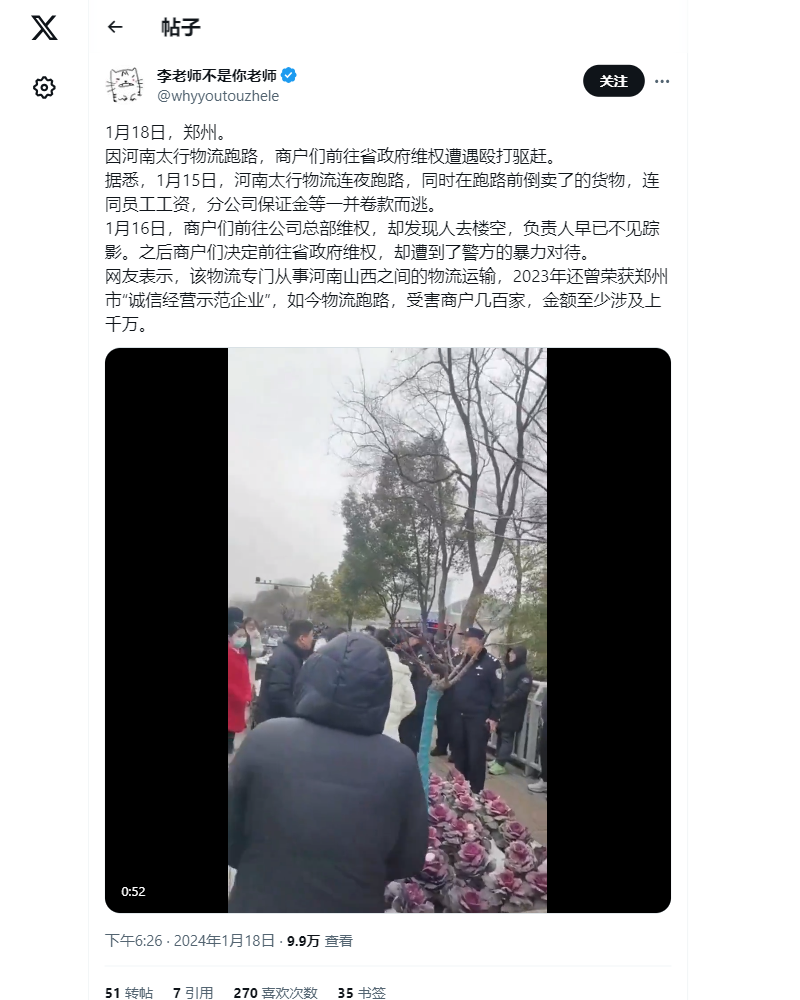 帖子
李老师不是你老师
关注
@whyyoutouzhele
1月18日，郑州。
因河南太行物流跑路，商户们前往省政府维权遭遇殴打驱赶。
据悉，1月15日，河南太行物流连夜跑路，同时在跑路前倒卖了的货物，连
同员工工资，分公司保证金等一并卷款而逃。
1月16日，商户们前往公司总部维权，却发现人去楼空，负责人早已不见踪
影。之后商户们决定前往省政府维权，却遭到了警方的暴力对待。
网友表示，该物流专门从事河南山西之间的物流运输，2023年还曾荣获郑州
市“诚信经营示范企业”，如今物流跑路，受害商户几百家，金额至少涉及上
千万。
0:52
下午6:26 · 2024年1月18日 · 9.9万 查看
51 转帖 7 引用 270 喜欢次数 35 书签